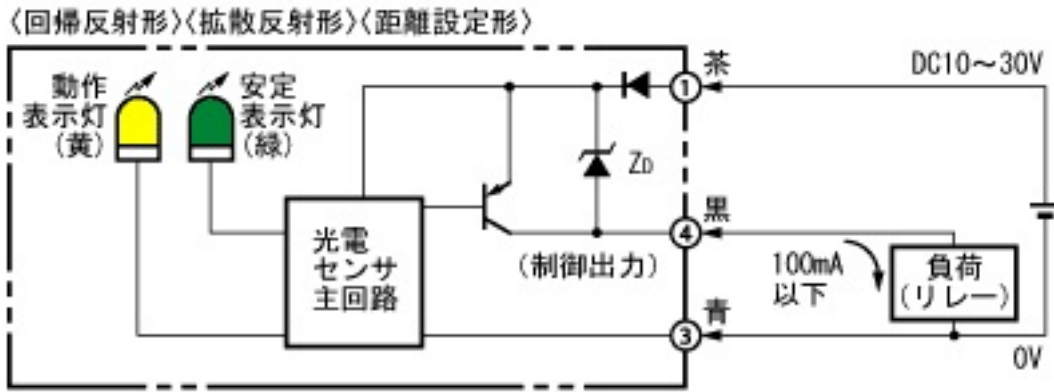 〈回帰反射形〉〈拡散反射形〉〈距離設定形〉
動作
表示灯
(黄)
安定
表示灯
(緑)
光電
センサ
主回路
ZD
(制御出力)
1
茶
DC10～30V
4
黒
100mA
以下
負荷
(リレー)
3
青
0V